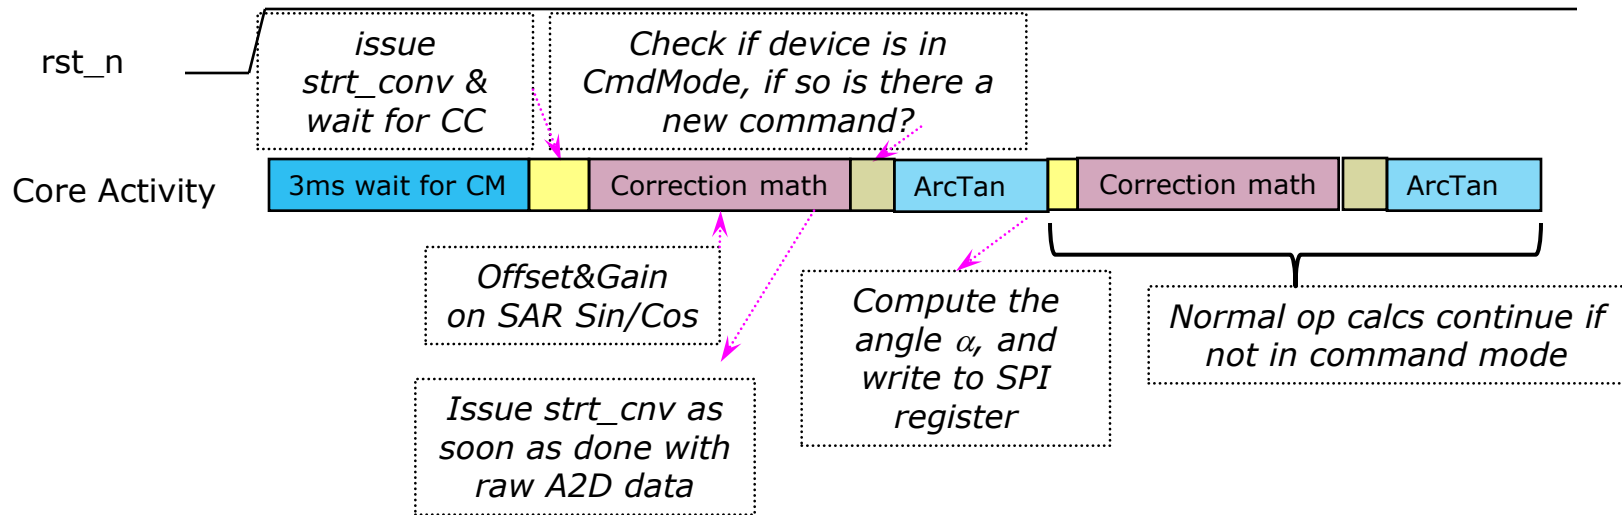 rst_n
issue
strt_conv &
wait for CC
Check if device is in
CmdMode, if so is there a
new command?
Core Activity
3ms wait for CM
Correction math
ArcTan
Correction math
ArcTan
Offset&Gain
on SAR Sin/Cos
Issue strt_cnv as
soon as done with
raw A2D data
Compute the
angle α, and
write to SPI
register
Normal op calcs continue if
not in command mode